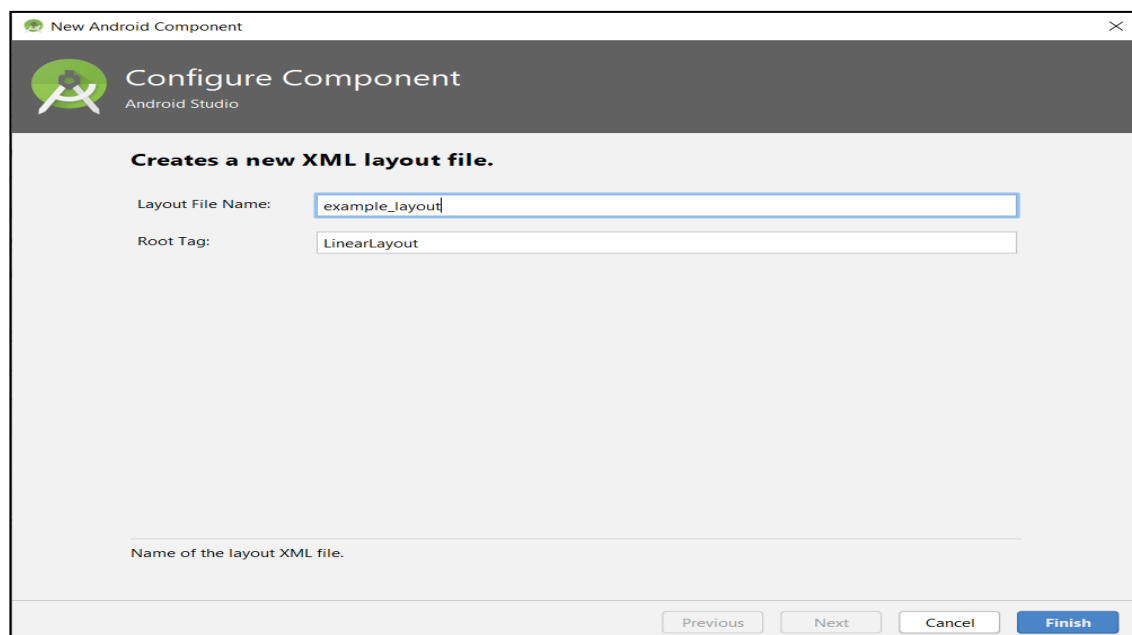 New Android Component
Configure Component
Android Studio
Creates a new XML layout file.
Layout File Name: example_layout
Root Tag: LinearLayout
Name of the layout XML file.
Previous Next Cancel Finish